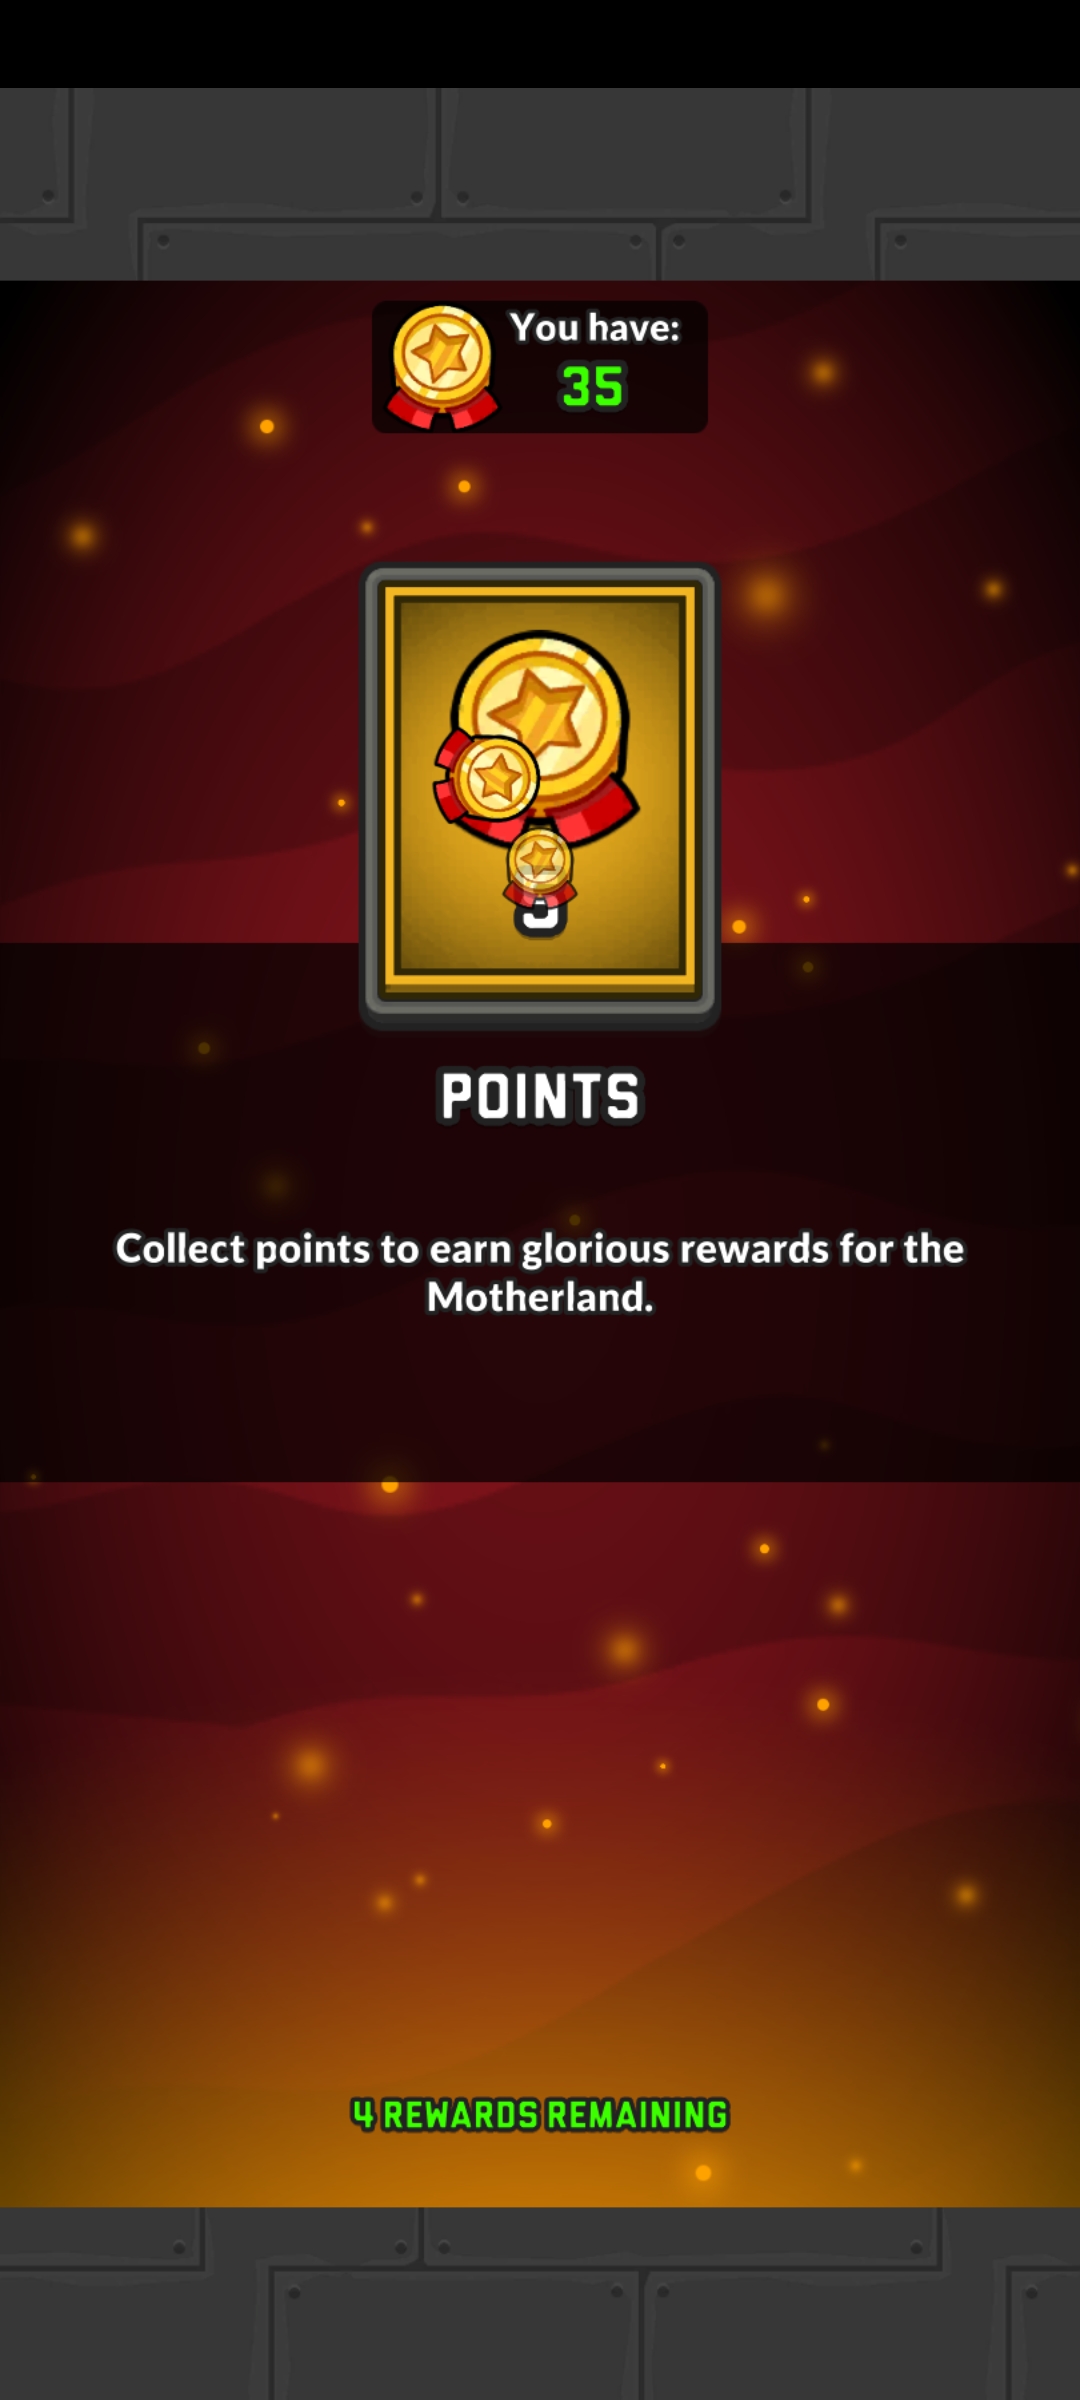 You have:
35
POINTS
Collect points to earn glorious rewards for the
Motherland.
4 REWARDS REMAINING